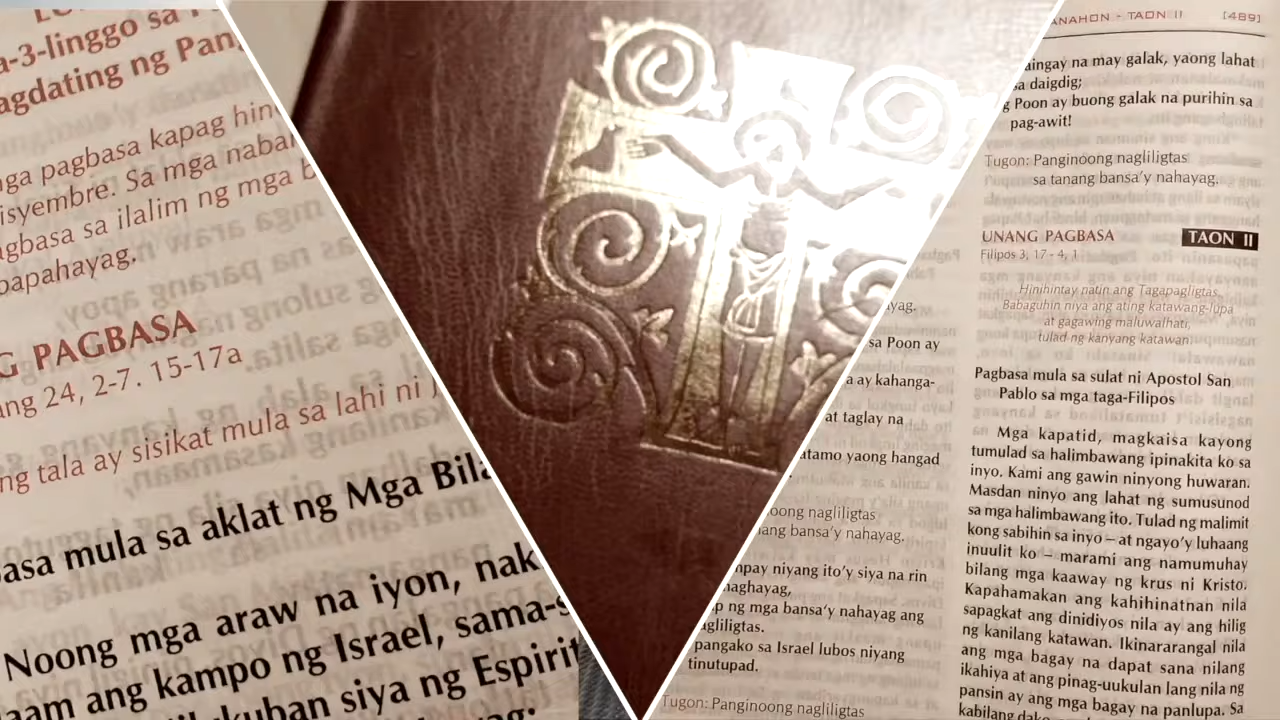 a-3-linggo sa
agdating ng Pan
nga pagbasa kapag hin
isyembre. Sa mga nabal
agbasa sa ilalim ng mga
papahayag.
G PAGBASA
ang 24, 2-7. 15-17a
ng tala ay sisikat mula sa lahi ni J
basa mula sa aklat ng Mga Bila
Noong mga araw na iyon, nak
laam ang kampo ng Israel, sama-s
kuban siya ng Espirit
yag.
sa Poon ay
a ay kahanga-
at taglay na
atamo yaong hangad
oong nagliligtas
ang bansa'y nahayag.
mpay niyang ito'y siya na rin
naghayag,
p ng mga bansa'y nahayag ang
agliligtas.
pangako sa Israel lubos niyang
tinutupad.
Tugon: Panginoong nagliligtas
ANAHON - TAON II [489]
aingay na may galak, yaong lahat
sa daigdig;
g Poon ay buong galak na purihin sa
pag-awit!
Tugon: Panginoong nagliligtas
sa tanang bansa'y nahayag.
UNANG PAGBASA TAON II
Filipos 3, 17 - 4, 1
Hinihintay natin ang Tagapagligtas.
Babaguhin niya ang ating katawang-lupa
at gagawing maluwalhati,
tulad ng kanyang katawan.
Pagbasa mula sa sulat ni Apostol San
Pablo sa mga taga-Filipos
Mga kapatid, magkaisa kayong
tumulad sa halimbawang ipinakita ko sa
inyo. Kami ang gawin ninyong huwaran.
Masdan ninyo ang lahat ng sumusunod
sa mga halimbawang ito. Tulad ng malimit
kong sabihin sa inyo – at ngayo'y luhaang
inuulit ko – marami ang namumuhay
bilang mga kaaway ng krus ni Kristo.
Kapahamakan ang kahihinatnan nila
sapagkat ang dinidiyos nila ay ang hilig
ng kanilang katawan. Ikinararangal nila
ang mga bagay na dapat sana nilang
ikahiya at ang pinag-uukulan lang nila ng
pansin ay ang mga bagay na panlupa. Sa
kabilang dako